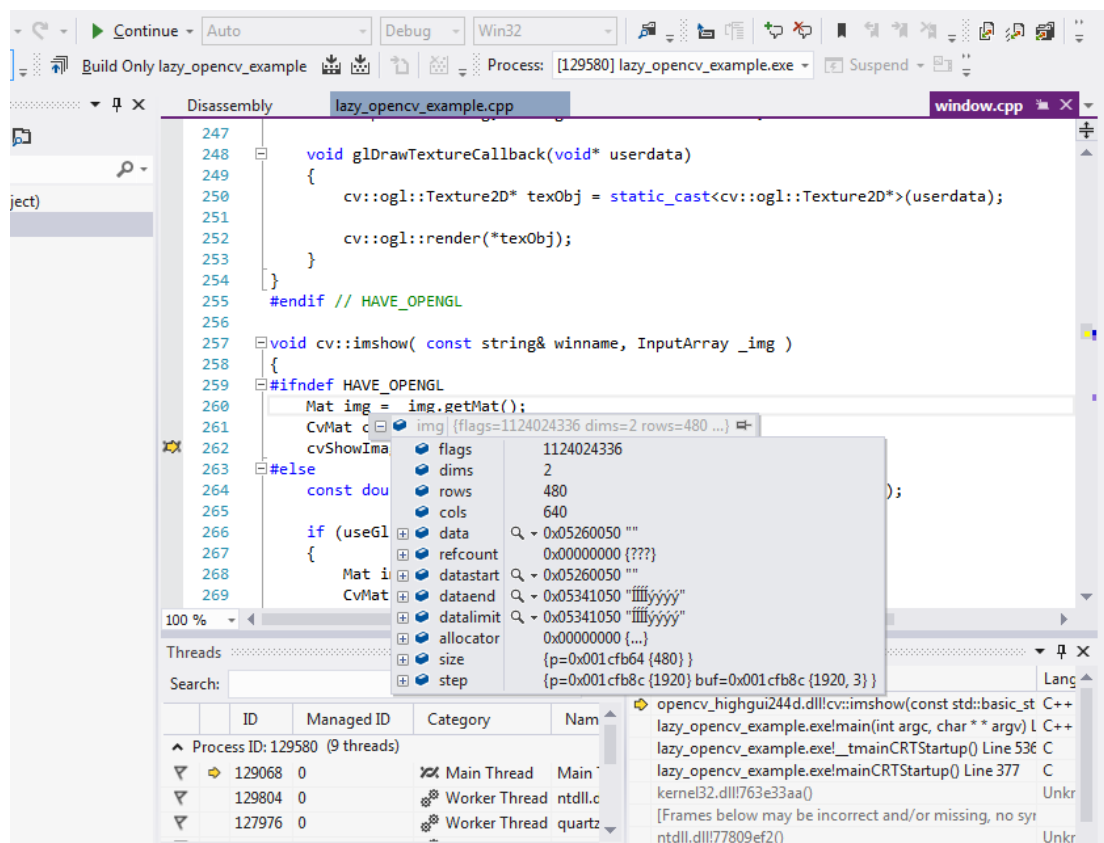 Continue Auto Debug Win32
Build Only lazy_opencv_example Process: [129580] lazy_opencv_example.exe Suspend
Disassembly lazy_opencv_example.cpp window.cpp
247
248 void glDrawTextureCallback(void* userdata)
ject)
249 {
250 cv::ogl::Texture2D* texObj = static_cast<cv::ogl::Texture2D*>(userdata);
251
252 cv::ogl::render(*texObj);
253 }
254 }
255 #endif // HAVE_OPENGL
256
257 void cv::imshow( const string& winname, InputArray _img )
258 {
259 #ifndef HAVE_OPENGL
260 Mat img = _img.getMat();
261 CvMat c img {flags=1124024336 dims=2 rows=480 ...}
262 cvShowIma flags 1124024336
263 #else dims 2
264 const dou rows 480 );
265 cols 640
266 if (useGl data 0x05260050 ""
267 { refcount 0x00000000 {???}
268 Mat i datastart 0x05260050 ""
269 CvMat dataend 0x05341050 "ÍÍÍÍýýýý"
100 % datalimit 0x05341050 "ÍÍÍÍýýýý"
allocator 0x00000000 {...}
Threads size {p=0x001cfb64 {480} }
Search: step {p=0x001cfb8c {1920} buf=0x001cfb8c {1920, 3} } Lang
opencv_highgui244d.dll!cv::imshow(const std::basic_st C++
ID Managed ID Category Nam lazy_opencv_example.exe!main(int argc, char * * argv) L C++
Process ID: 129580 (9 threads) lazy_opencv_example.exe!__tmainCRTStartup() Line 536 C
129068 0 Main Thread Main lazy_opencv_example.exe!mainCRTStartup() Line 377 C
129804 0 Worker Thread ntdll.c kernel32.dll!763e33aa() Unkr
127976 0 Worker Thread quartz [Frames below may be incorrect and/or missing, no syr
ntdll.dll!77809ef2() Unkr